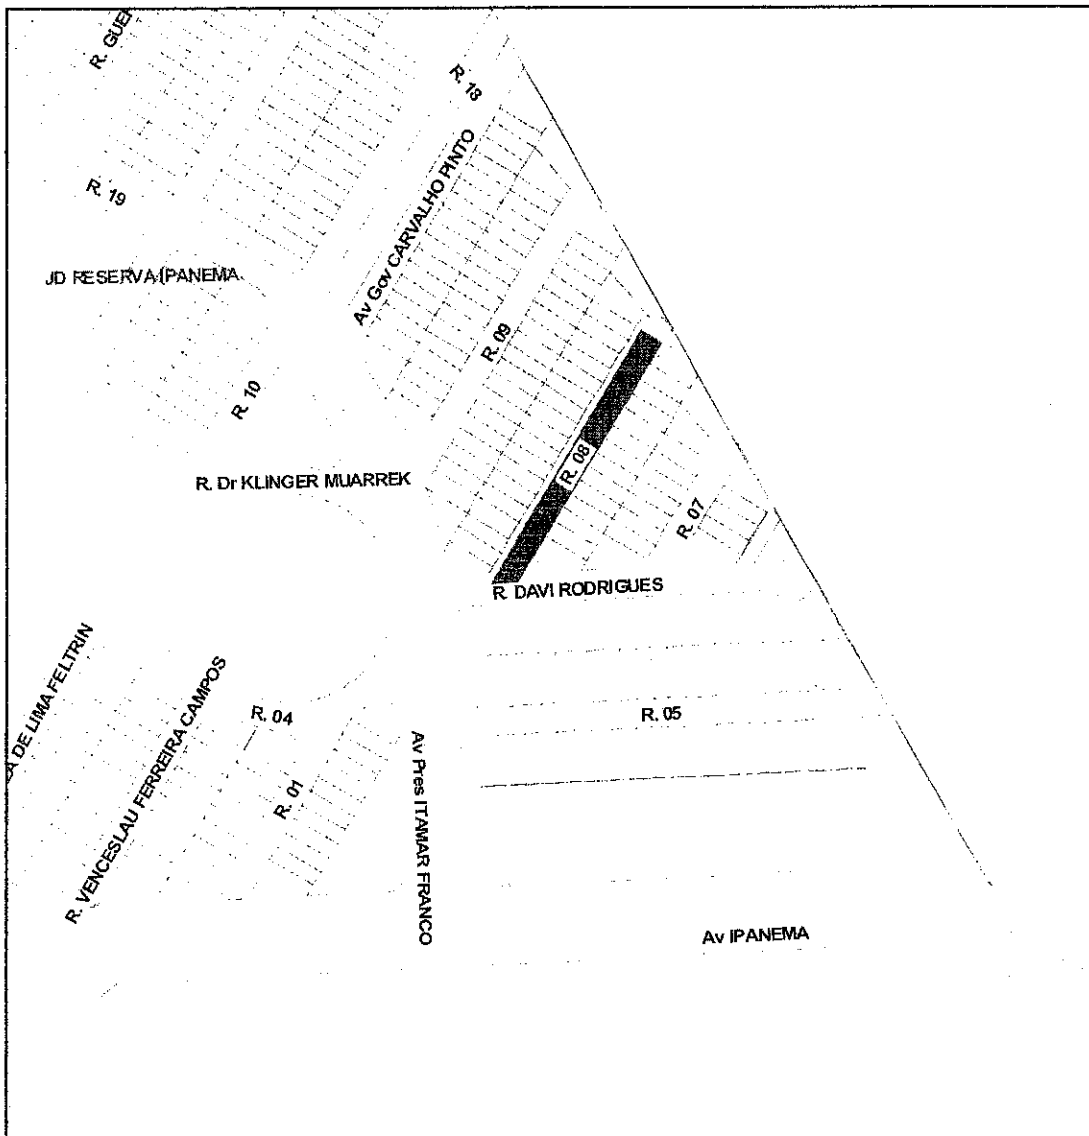 R. GUER
R. 18
Av Gov CARVALHO PINTO
R. 19
JD RESERVA IPANEMA
R. 09
R. 10
R. 08
R. Dr KLINGER MUARREK
R. 07
R. DAVI RODRIGUES
A DE LIMA FELTRIN
R. VENCESLAU FERREIRA CAMPOS
R. 04
R. 05
R. 01
Av Pres ITAMAR FRANCO
Av IPANEMA